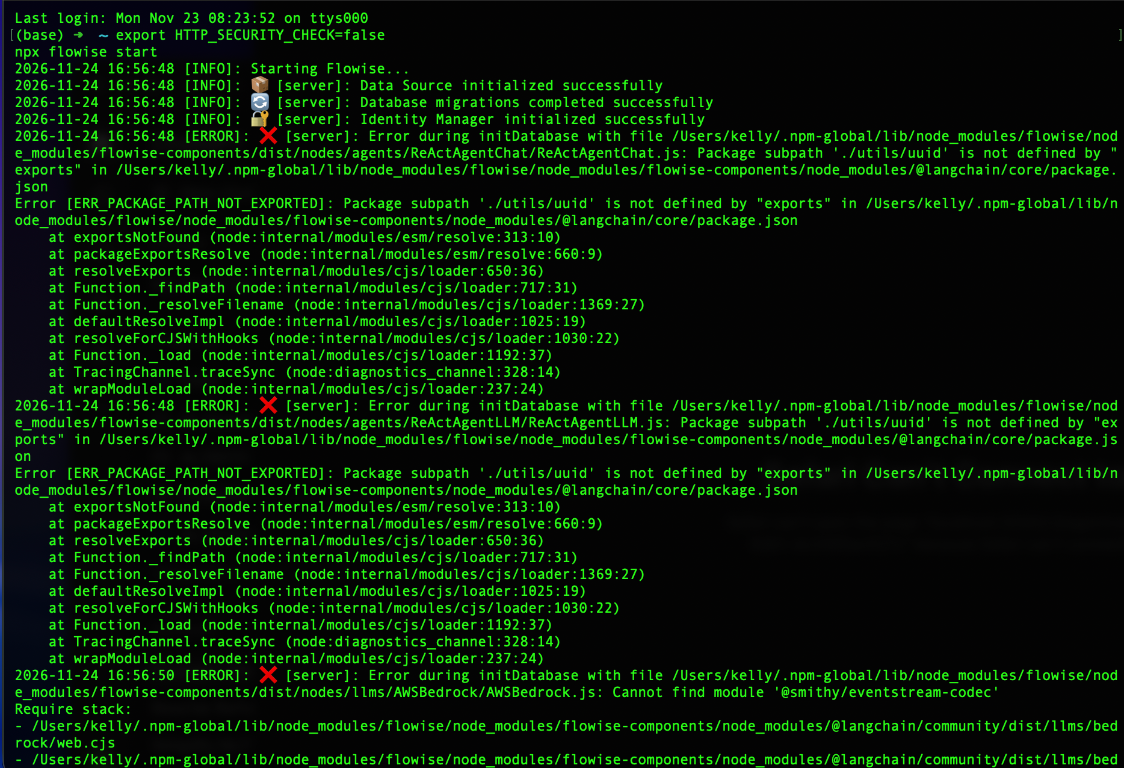 Last login: Mon Nov 23 08:23:52 on ttys000
[(base) ➜  ~ export HTTP_SECURITY_CHECK=false ]
npx flowise start
2026-11-24 16:56:48 [INFO]: Starting Flowise...
2026-11-24 16:56:48 [INFO]: 📦 [server]: Data Source initialized successfully
2026-11-24 16:56:48 [INFO]: 🔄 [server]: Database migrations completed successfully
2026-11-24 16:56:48 [INFO]: 🔐 [server]: Identity Manager initialized successfully
2026-11-24 16:56:48 [ERROR]: ❌ [server]: Error during initDatabase with file /Users/kelly/.npm-global/lib/node_modules/flowise/nod
e_modules/flowise-components/dist/nodes/agents/ReActAgentChat/ReActAgentChat.js: Package subpath './utils/uuid' is not defined by "
exports" in /Users/kelly/.npm-global/lib/node_modules/flowise/node_modules/flowise-components/node_modules/@langchain/core/package.
json
Error [ERR_PACKAGE_PATH_NOT_EXPORTED]: Package subpath './utils/uuid' is not defined by "exports" in /Users/kelly/.npm-global/lib/n
ode_modules/flowise/node_modules/flowise-components/node_modules/@langchain/core/package.json
    at exportsNotFound (node:internal/modules/esm/resolve:313:10)
    at packageExportsResolve (node:internal/modules/esm/resolve:660:9)
    at resolveExports (node:internal/modules/cjs/loader:650:36)
    at Function._findPath (node:internal/modules/cjs/loader:717:31)
    at Function._resolveFilename (node:internal/modules/cjs/loader:1369:27)
    at defaultResolveImpl (node:internal/modules/cjs/loader:1025:19)
    at resolveForCJSWithHooks (node:internal/modules/cjs/loader:1030:22)
    at Function._load (node:internal/modules/cjs/loader:1192:37)
    at TracingChannel.traceSync (node:diagnostics_channel:328:14)
    at wrapModuleLoad (node:internal/modules/cjs/loader:237:24)
2026-11-24 16:56:48 [ERROR]: ❌ [server]: Error during initDatabase with file /Users/kelly/.npm-global/lib/node_modules/flowise/nod
e_modules/flowise-components/dist/nodes/agents/ReActAgentLLM/ReActAgentLLM.js: Package subpath './utils/uuid' is not defined by "ex
ports" in /Users/kelly/.npm-global/lib/node_modules/flowise/node_modules/flowise-components/node_modules/@langchain/core/package.js
on
Error [ERR_PACKAGE_PATH_NOT_EXPORTED]: Package subpath './utils/uuid' is not defined by "exports" in /Users/kelly/.npm-global/lib/n
ode_modules/flowise/node_modules/flowise-components/node_modules/@langchain/core/package.json
    at exportsNotFound (node:internal/modules/esm/resolve:313:10)
    at packageExportsResolve (node:internal/modules/esm/resolve:660:9)
    at resolveExports (node:internal/modules/cjs/loader:650:36)
    at Function._findPath (node:internal/modules/cjs/loader:717:31)
    at Function._resolveFilename (node:internal/modules/cjs/loader:1369:27)
    at defaultResolveImpl (node:internal/modules/cjs/loader:1025:19)
    at resolveForCJSWithHooks (node:internal/modules/cjs/loader:1030:22)
    at Function._load (node:internal/modules/cjs/loader:1192:37)
    at TracingChannel.traceSync (node:diagnostics_channel:328:14)
    at wrapModuleLoad (node:internal/modules/cjs/loader:237:24)
2026-11-24 16:56:50 [ERROR]: ❌ [server]: Error during initDatabase with file /Users/kelly/.npm-global/lib/node_modules/flowise/nod
e_modules/flowise-components/dist/nodes/llms/AWSBedrock/AWSBedrock.js: Cannot find module '@smithy/eventstream-codec'
Require stack:
- /Users/kelly/.npm-global/lib/node_modules/flowise/node_modules/flowise-components/node_modules/@langchain/community/dist/llms/bed
rock/web.cjs
- /Users/kelly/.npm-global/lib/node_modules/flowise/node_modules/flowise-components/node_modules/@langchain/community/dist/llms/bed